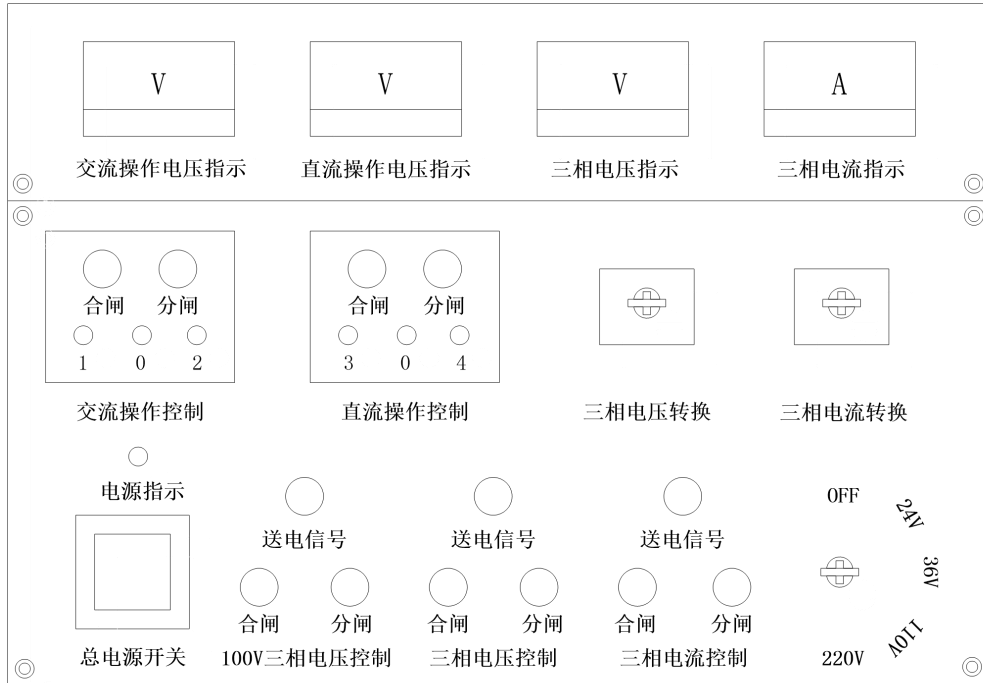 V V V A
交流操作电压指示 直流操作电压指示 三相电压指示 三相电流指示
合闸 分闸 合闸 分闸
1 0 2 3 0 4
交流操作控制 直流操作控制 三相电压转换 三相电流转换
电源指示
OFF
24V
送电信号 送电信号 送电信号
36V
合闸 分闸 合闸 分闸 合闸 分闸
110V
总电源开关 100V三相电压控制 三相电压控制 三相电流控制 220V